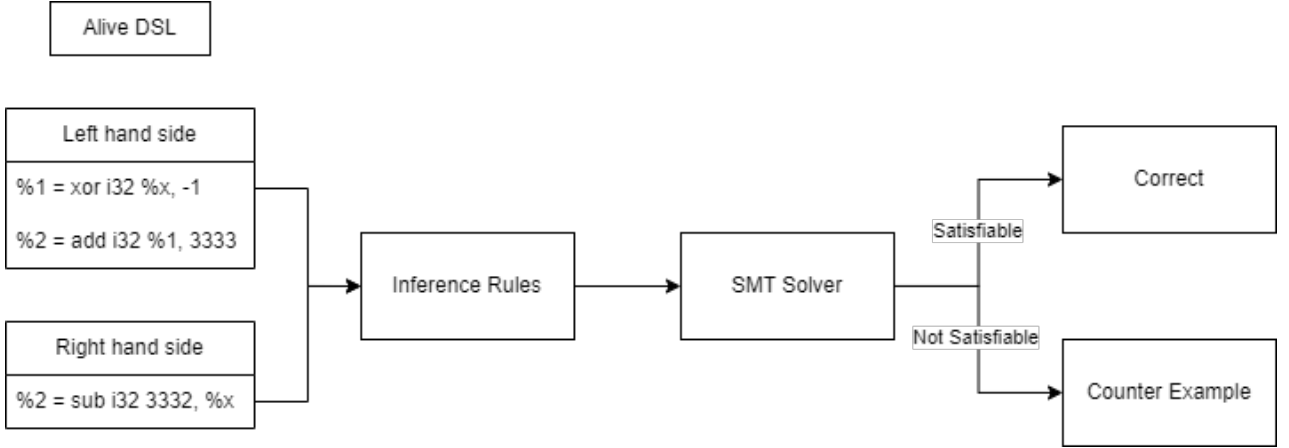 Alive DSL
Left hand side
%1 = xor i32 %x, -1
%2 = add i32 %1, 3333
Right hand side
%2 = sub i32 3332, %x
Inference Rules
SMT Solver
Satisfiable
Not Satisfiable
Correct
Counter Example